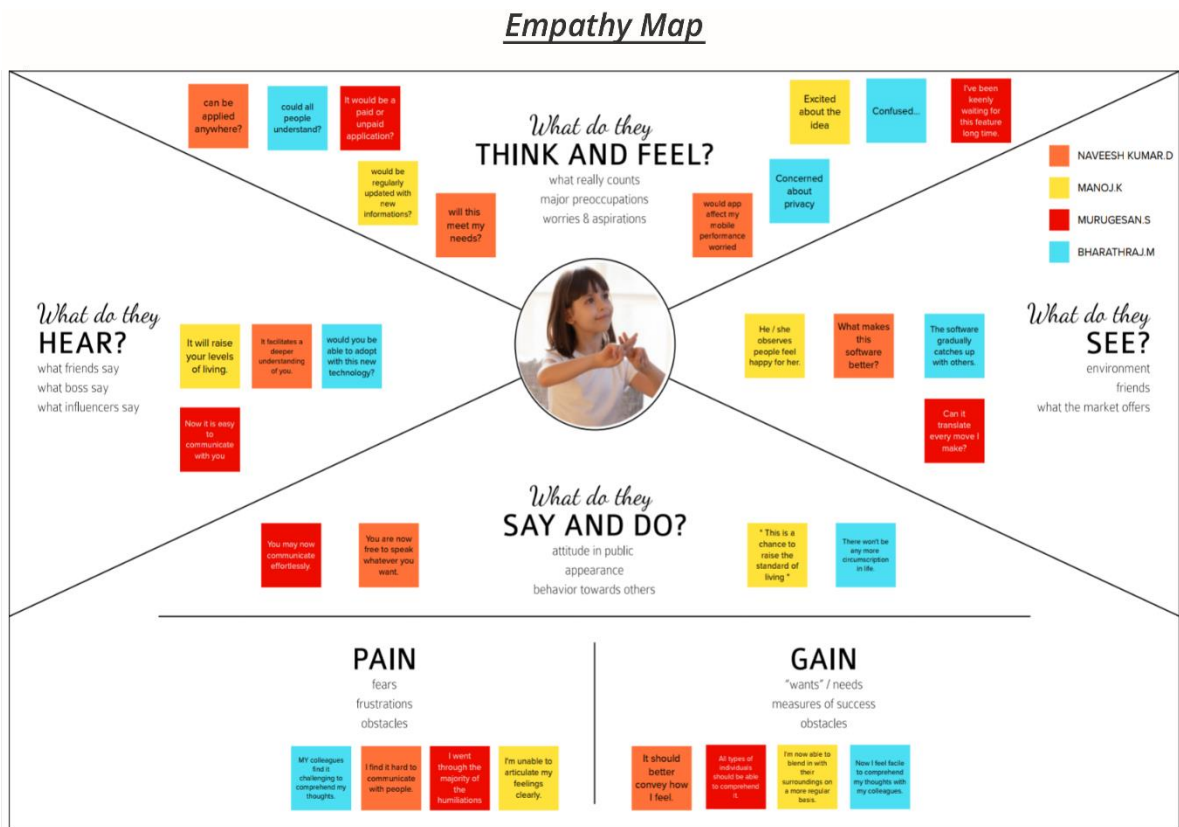 Empathy Map
can be
applied
anywhere?
could all
people
understand?
It would be a
paid or
unpaid
application?
would be
regularly
updated with
new
informations?
will this
meet my
needs?
What do they
THINK AND FEEL?
what really counts
major preoccupations
worries & aspirations
Excited
about the
idea
Confused...
I've been
keenly
waiting for
this feature
long time.
would app
affect my
mobile
performance
worried
Concerned
about
privacy
NAVEESH KUMAR.D
MANOJ.K
MURUGESAN.S
BHARATHRAJ.M
What do they
HEAR?
what friends say
what boss say
what influencers say
It will raise
your levels
of living.
It facilitates a
deeper
understanding
of you.
would you be
able to adopt
with this new
technology?
Now it is easy
to
communicate
with you
He / she
observes
people feel
happy for her.
What makes
this
software
better?
The software
gradually
catches up
with others.
Can it
translate
every move I
make?
What do they
SEE?
environment
friends
what the market offers
What do they
SAY AND DO?
attitude in public
appearance
behavior towards others
You may now
communicate
effortlessly.
You are now
free to speak
whatever you
want.
" This is a
chance to
raise the
standard of
living "
There won't be
any more
circumscription
in life.
PAIN
fears
frustrations
obstacles
MY colleagues
find it
challenging to
comprehend my
thoughts.
I find it hard to
communicate
with people.
I went
through the
majority of
the
humiliations
I'm unable to
articulate my
feelings
clearly.
GAIN
"wants" / needs
measures of success
obstacles
It should
better
convey how
I feel.
All types of
individuals
should be able
to comprehend
it.
I'm now able to
blend in with
their
surroundings on
a more regular
basis.
Now I feel facile
to comprehend
my thoughts with
my colleagues.